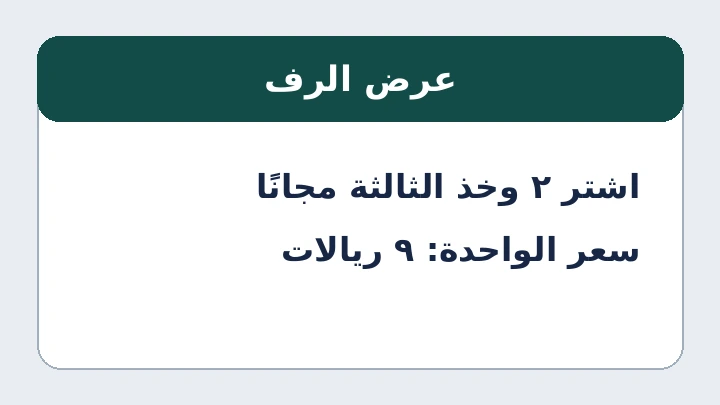 عرض الرف
اشتر ٢ وخذ الثالثة مجانًا
سعر الواحدة: ٩ ريالات